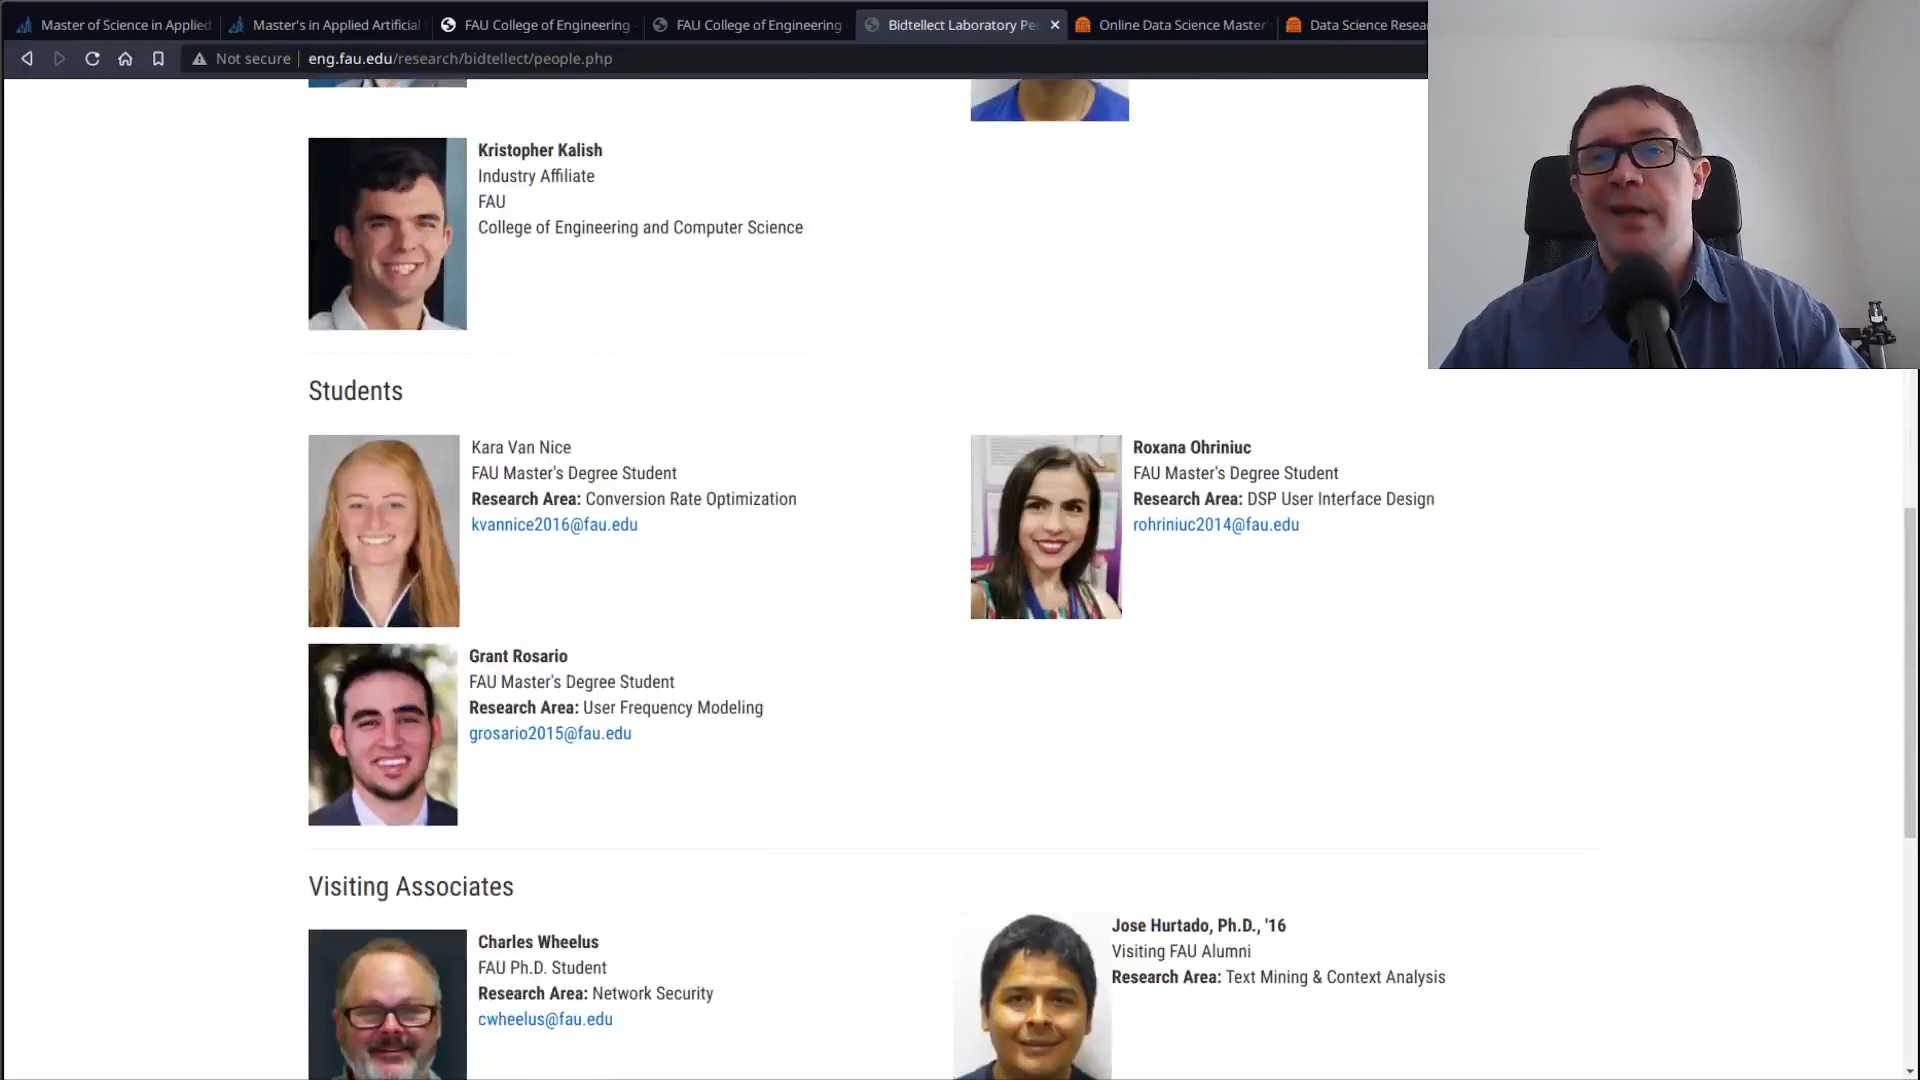 Master of Science in Applied
Master's in Applied Artificial
FAU College of Engineering -
FAU College of Engineering
Bidtellect Laboratory Pe
Online Data Science Master'
Data Science Resea
Not secure
eng.fau.edu/research/bidtellect/people.php
Kristopher Kalish
Industry Affiliate
FAU
College of Engineering and Computer Science
Students
Kara Van Nice
FAU Master's Degree Student
Research Area: Conversion Rate Optimization
kvannice2016@fau.edu
Roxana Ohriniuc
FAU Master's Degree Student
Research Area: DSP User Interface Design
rohriniuc2014@fau.edu
Grant Rosario
FAU Master's Degree Student
Research Area: User Frequency Modeling
grosario2015@fau.edu
Visiting Associates
Charles Wheelus
FAU Ph.D. Student
Research Area: Network Security
cwheelus@fau.edu
Jose Hurtado, Ph.D., '16
Visiting FAU Alumni
Research Area: Text Mining & Context Analysis